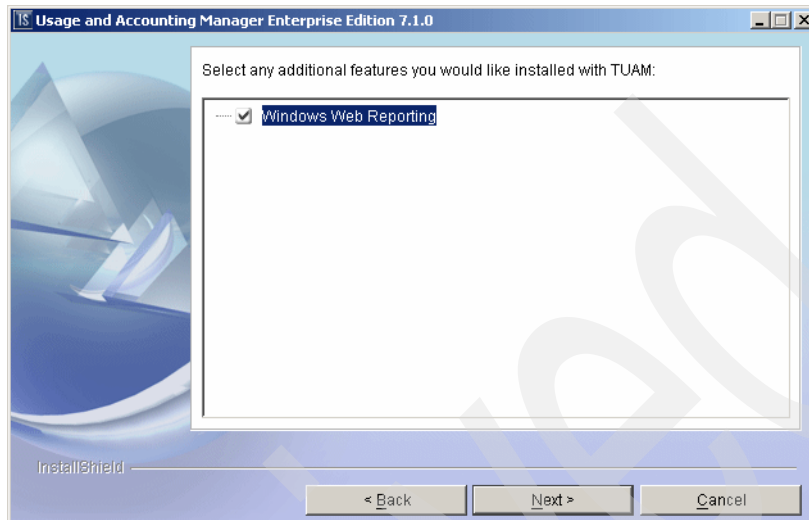 Usage and Accounting Manager Enterprise Edition 7.1.0
Select any additional features you would like installed with TUAM:
Windows Web Reporting
InstallShield
< Back Next > Cancel